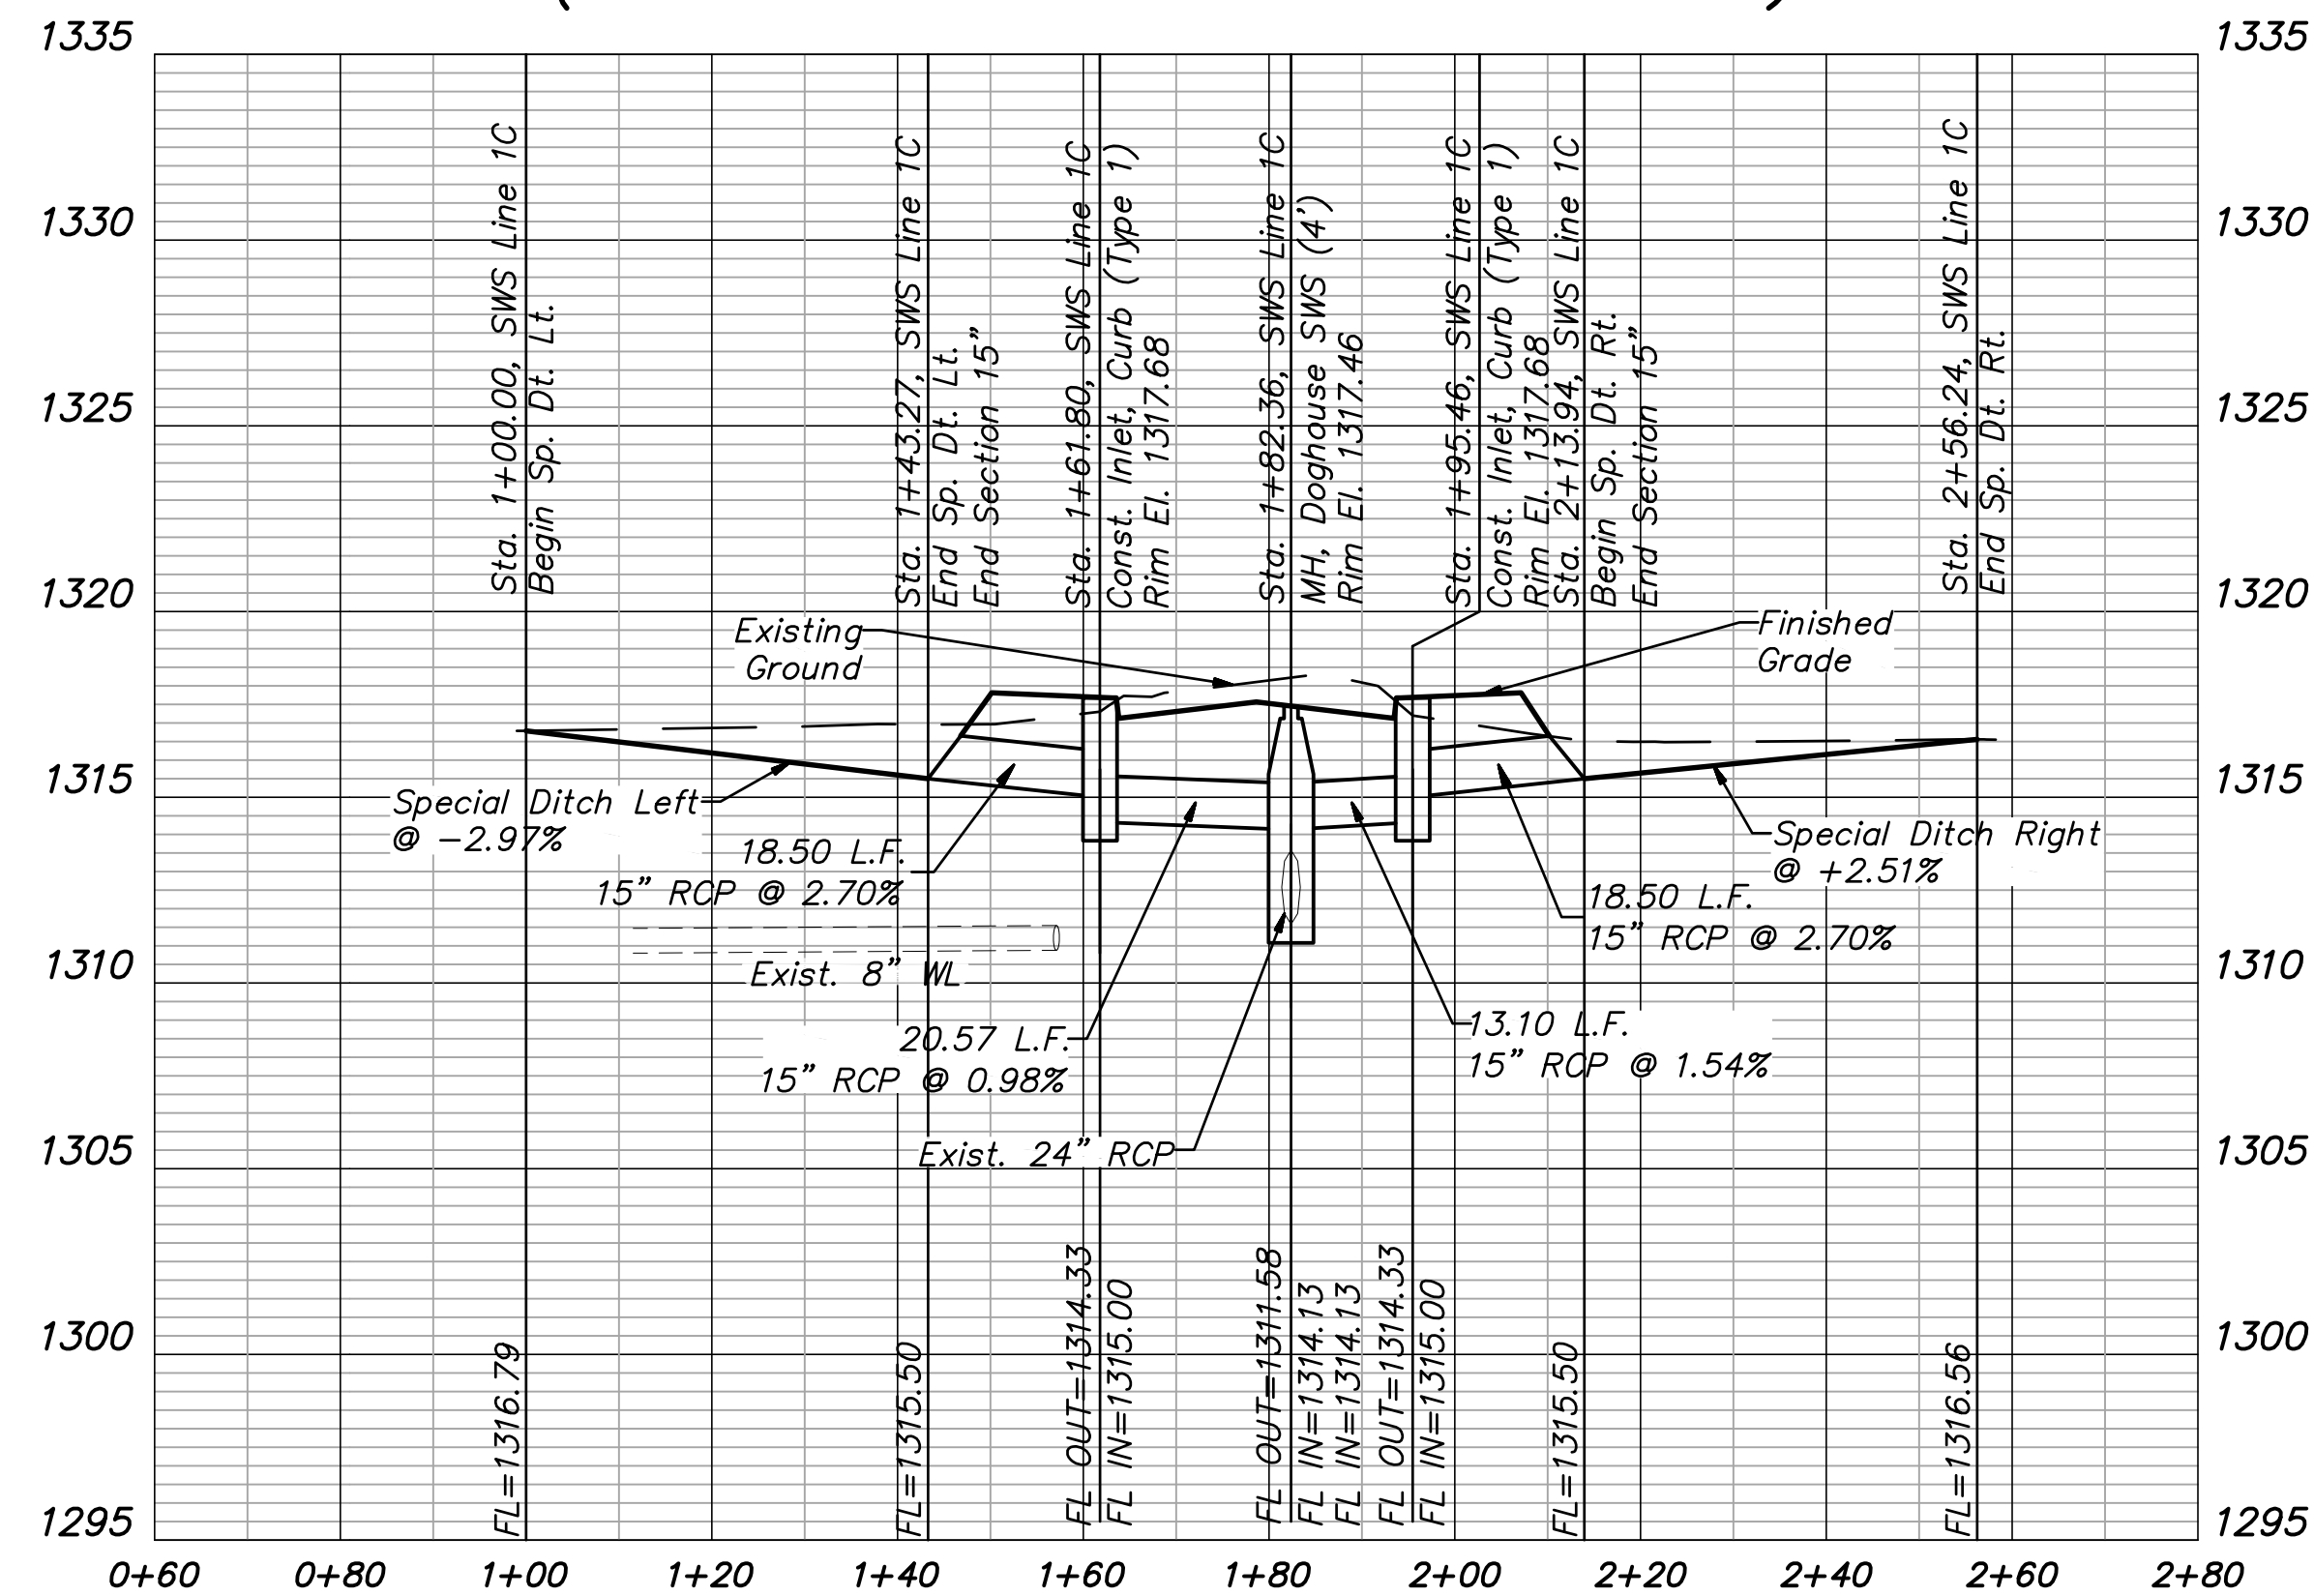 1335
1335
1330
1330
1325
1325
1320
1320
1315
1315
1310
1310
1305
1305
1300
1300
1295
1295
Sta. 1+00.00, SWS Line 1C
Begin Sp. Dt. Lt.
Sta. 1+43.27, SWS Line 1C
End Sp. Dt. Lt.
End Section 15”
Sta. 1+61.80, SWS Line 1C
Const. Inlet, Curb (Type 1)
Rim El. 1317.68
Sta. 1+82.36, SWS Line 1C
MH, Doghouse SWS (4')
Rim El. 1317.46
Sta. 1+95.46, SWS Line 1C
Const. Inlet, Curb (Type 1)
Rim El. 1317.68
Sta. 2+13.94, SWS Line 1C
Begin Sp. Dt. Rt.
End Section 15”
Sta. 2+56.24, SWS Line 1C
End Sp. Dt. Rt.
Existing
Ground
Finished
Grade
Special Ditch Left
@ -2.97%
18.50 L.F.
15” RCP @ 2.70%
Exist. 8” WL
20.57 L.F.
15” RCP @ 0.98%
Exist. 24” RCP
13.10 L.F.
15” RCP @ 1.54%
18.50 L.F.
15” RCP @ 2.70%
Special Ditch Right
@ +2.51%
FL=1316.79
FL=1315.50
FL OUT=1314.33
FL IN=1315.00
FL OUT=1311.58
FL IN=1314.13
FL IN=1314.13
FL OUT=1314.33
FL IN=1315.00
FL=1315.50
FL=1316.56
0+60 0+80 1+00 1+20 1+40 1+60 1+80 2+00 2+20 2+40 2+60 2+80